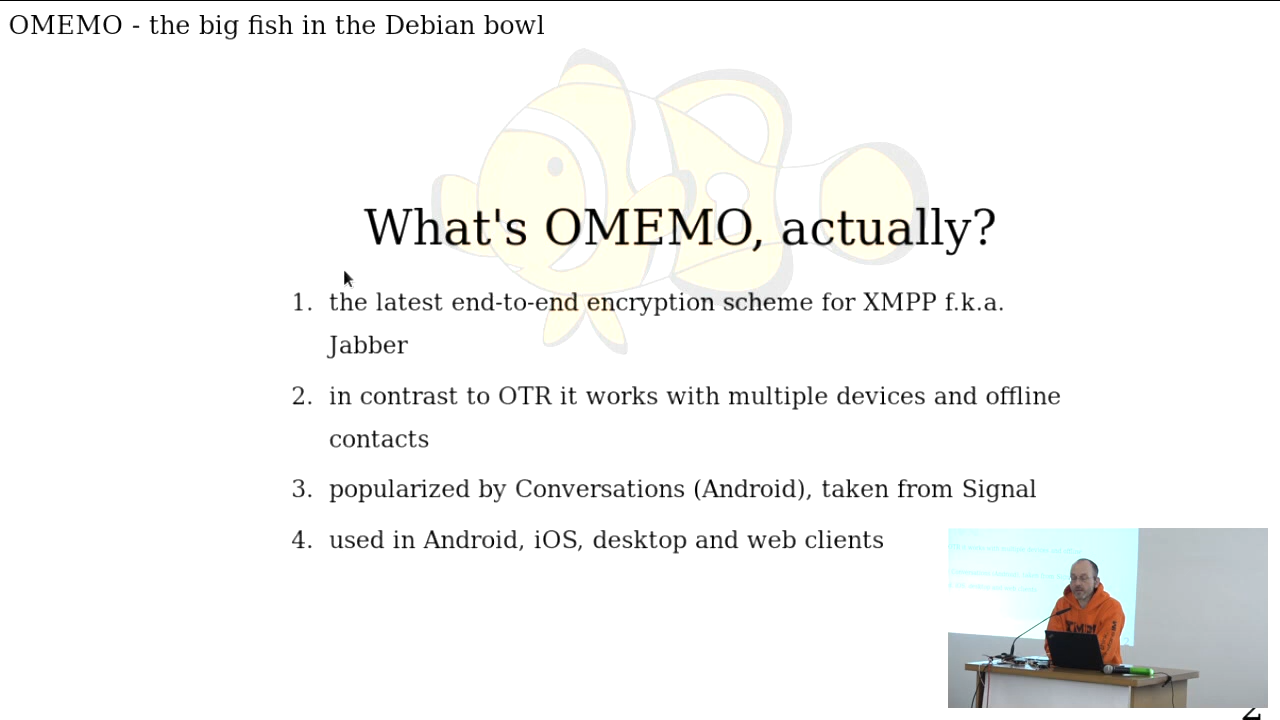 OMEMO - the big fish in the Debian bowl
What's OMEMO, actually?
1. the latest end-to-end encryption scheme for XMPP f.k.a.
Jabber
2. in contrast to OTR it works with multiple devices and offline
contacts
3. popularized by Conversations (Android), taken from Signal
4. used in Android, iOS, desktop and web clients
2